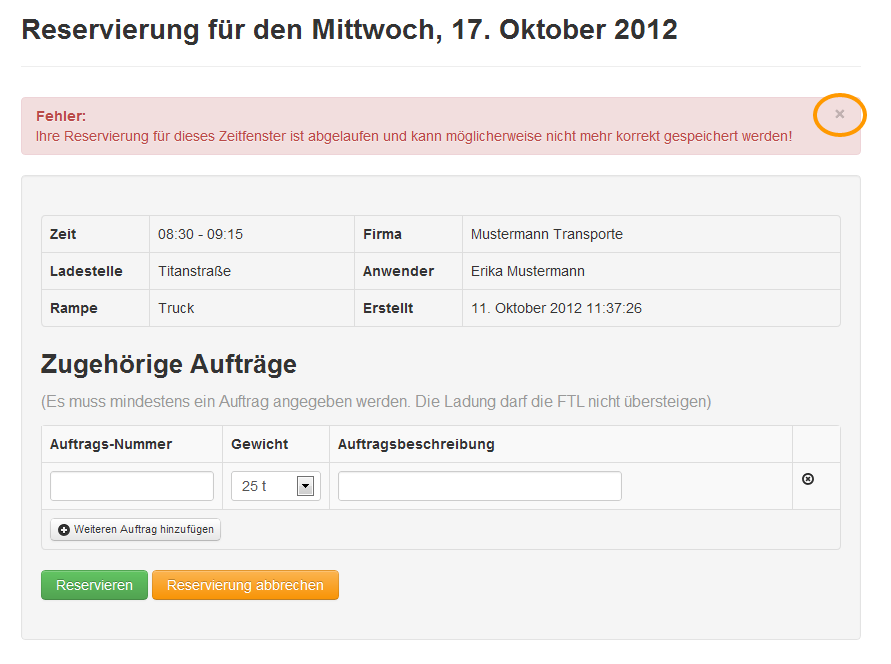 Reservierung für den Mittwoch, 17. Oktober 2012
Fehler:
Ihre Reservierung für dieses Zeitfenster ist abgelaufen und kann möglicherweise nicht mehr korrekt gespeichert werden!
Zeit 08:30 - 09:15 Firma Mustermann Transporte
Ladestelle Titanstraße Anwender Erika Mustermann
Rampe Truck Erstellt 11. Oktober 2012 11:37:26
Zugehörige Aufträge
(Es muss mindestens ein Auftrag angegeben werden. Die Ladung darf die FTL nicht übersteigen)
Auftrags-Nummer Gewicht Auftragsbeschreibung
25 t
Weiteren Auftrag hinzufügen
Reservieren Reservierung abbrechen